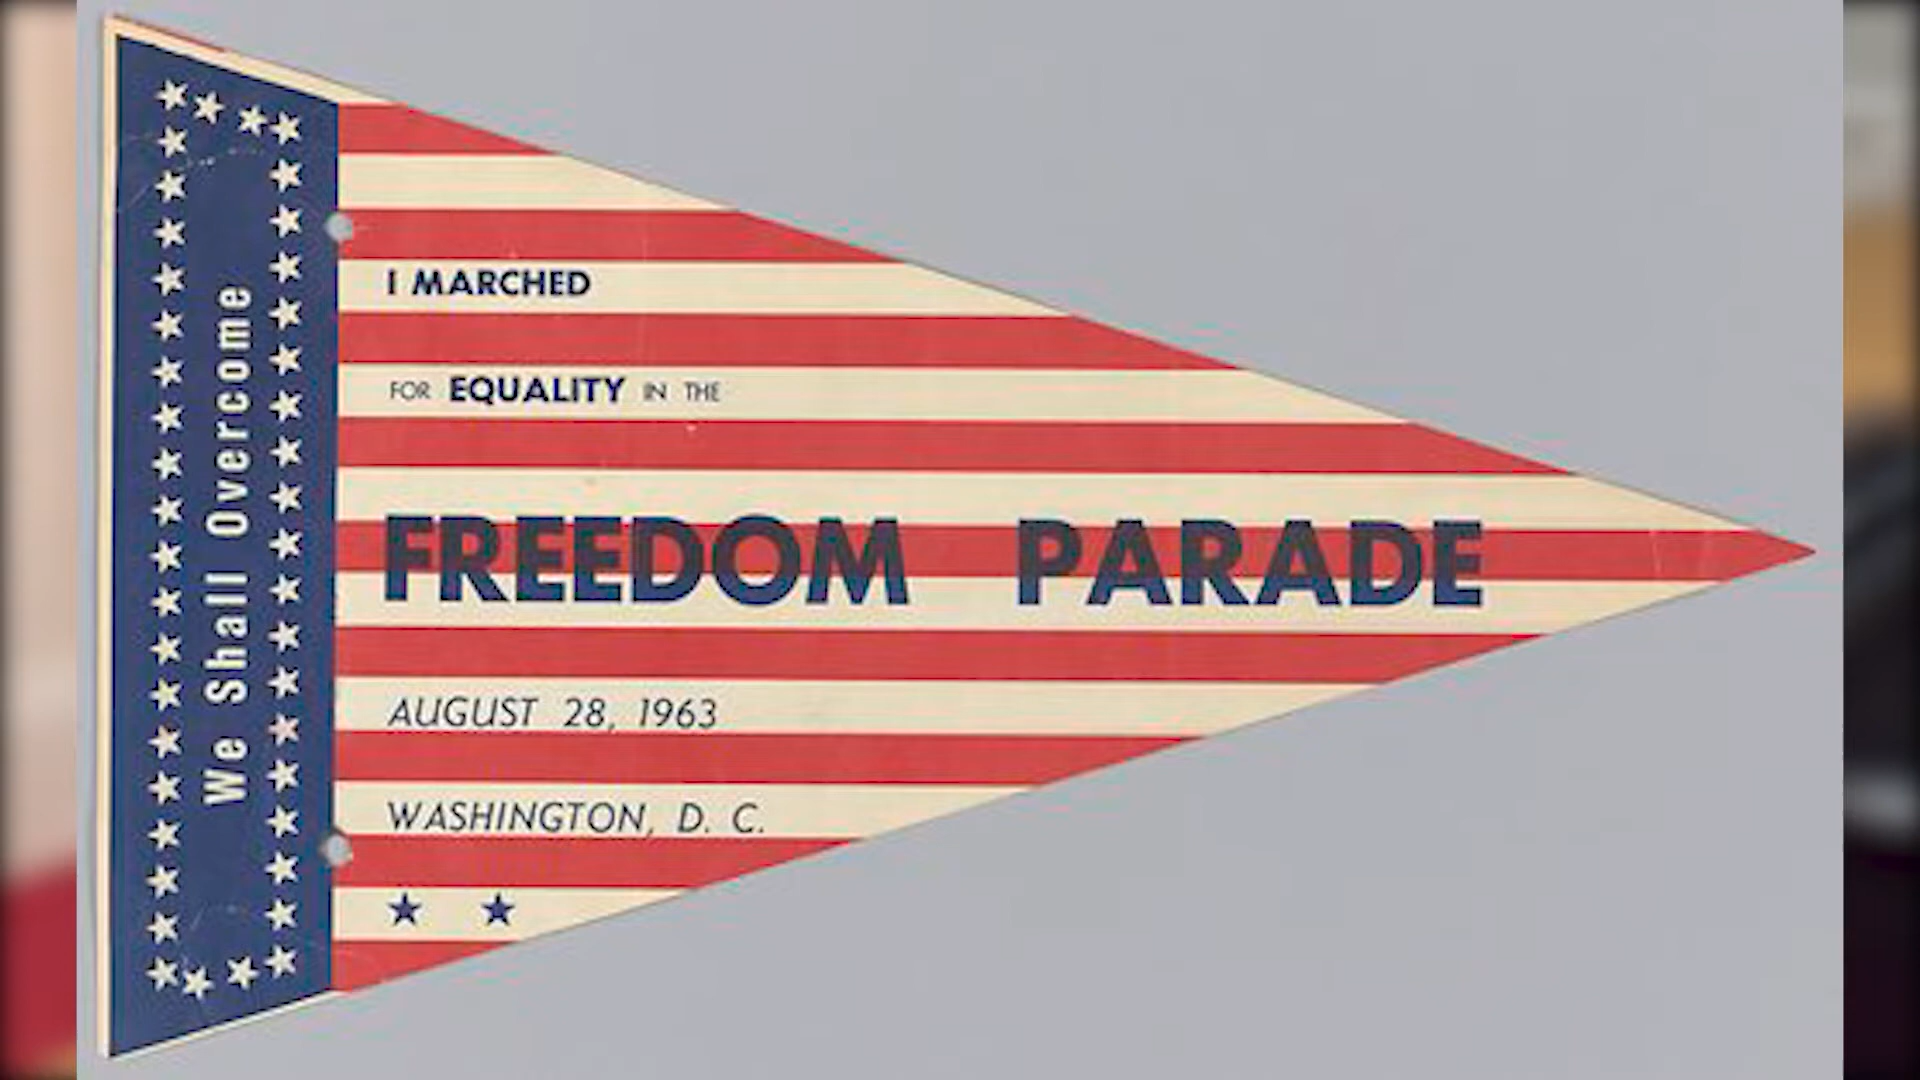 We Shall Overcome
I MARCHED
FOR EQUALITY IN THE
FREEDOM PARADE
AUGUST 28, 1963
WASHINGTON, D. C.